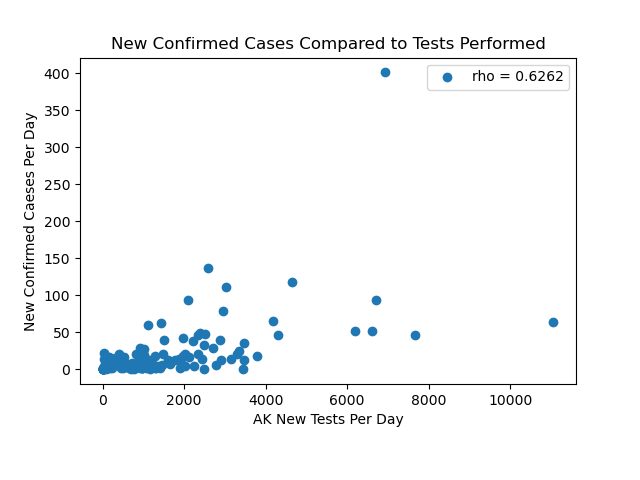 New Confirmed Cases Compared to Tests Performed
rho = 0.6262
400
350
300
250
200
150
100
50
0
New Confirmed Caeses Per Day
0 2000 4000 6000 8000 10000
AK New Tests Per Day